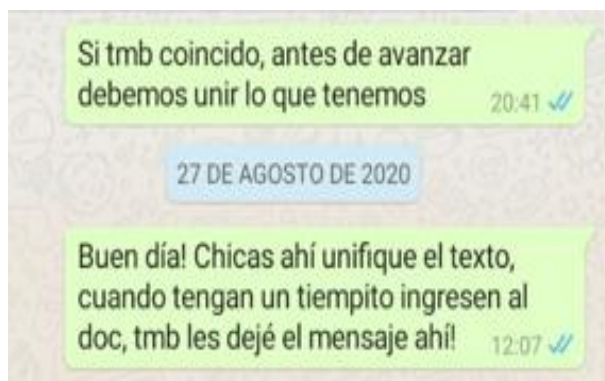 Si tmb coincido, antes de avanzar
debemos unir lo que tenemos 20:41
27 DE AGOSTO DE 2020
Buen día! Chicas ahí unifique el texto,
cuando tengan un tiempito ingresen al
doc, tmb les dejé el mensaje ahí! 12:07